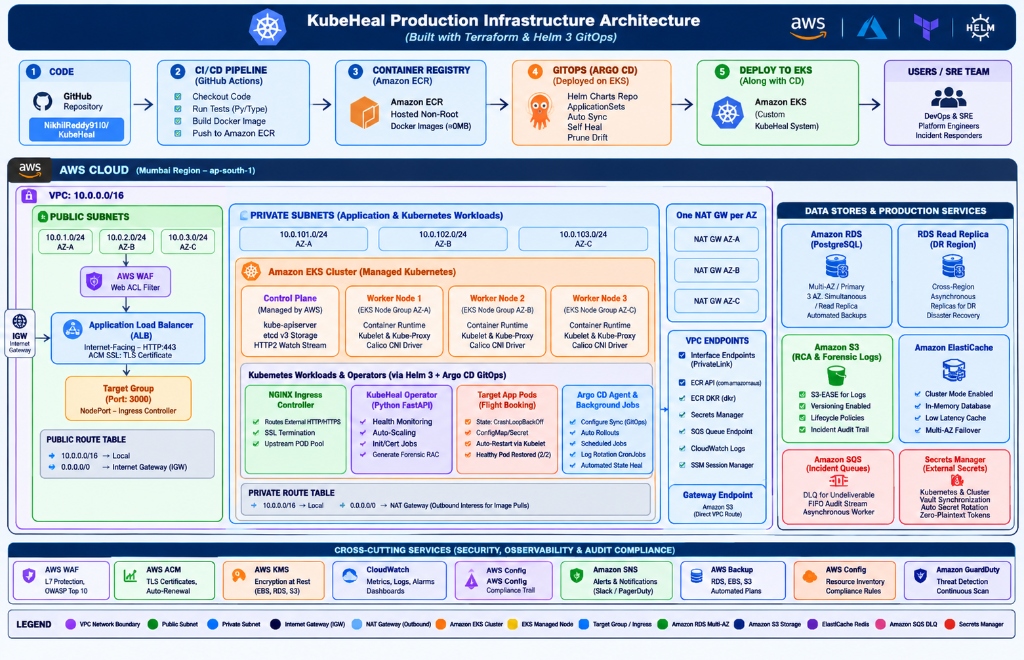 KubeHeal Production Infrastructure Architecture
(Built with Terraform & Helm 3 GitOps)
aws
HELM
1 CODE
GitHub
Repository
NikhilReddy9110/
KubeHeal
2 CI/CD PIPELINE
(GitHub Actions)
Checkout Code
Run Tests (Py/Type)
Build Docker Image
Push to Amazon ECR
3 CONTAINER REGISTRY
(Amazon ECR)
Amazon ECR
Hosted Non-Root
Docker Images (≈0MB)
4 GITOPS (ARGO CD)
(Deployed on EKS)
Helm Charts Repo
ApplicationSets
Auto Sync
Self Heal
Prune Drift
5 DEPLOY TO EKS
(Along with CD)
Amazon EKS
(Custom
KubeHeal System)
USERS / SRE TEAM
DevOps & SRE
Platform Engineers
Incident Responders
aws
AWS CLOUD (Mumbai Region – ap-south-1)
VPC: 10.0.0.0/16
PUBLIC SUBNETS
10.0.1.0/24
AZ-A
10.0.2.0/24
AZ-B
10.0.3.0/24
AZ-C
AWS WAF
Web ACL Filter
IGW
Internet
Gateway
Application Load Balancer
(ALB)
Internet-Facing – HTTP:443
ACM SSL: TLS Certificate
Target Group
(Port: 3000)
NodePort – Ingress Controller
PUBLIC ROUTE TABLE
10.0.0.0/16 → Local
0.0.0.0/0 → Internet Gateway (IGW)
PRIVATE SUBNETS (Application & Kubernetes Workloads)
10.0.101.0/24
AZ-A
10.0.102.0/24
AZ-B
10.0.103.0/24
AZ-C
Amazon EKS Cluster (Managed Kubernetes)
Control Plane
(Managed by AWS)
kube-apiserver
etcd v3 Storage
HTTP2 Watch Stream
Worker Node 1
(EKS Node Group AZ-A)
Container Runtime
Kubelet & Kube-Proxy
Calico CNI Driver
Worker Node 2
(EKS Node Group AZ-B)
Container Runtime
Kubelet & Kube-Proxy
Calico CNI Driver
Worker Node 3
(EKS Node Group AZ-C)
Container Runtime
Kubelet & Kube-Proxy
Calico CNI Driver
Kubernetes Workloads & Operators (via Helm 3 + Argo CD GitOps)
NGINX Ingress
Controller
Routes External HTTP/HTTPS
SSL Termination
Upstream POD Pool
KubeHeal Operator
(Python FastAPI)
Health Monitoring
Auto-Scaling
Init/Cert Jobs
Generate Forensic RAC
Target App Pods
(Flight Booking)
State: CrashLoopBackOff
ConfigMap/Secret
Auto-Restart via Kubelet
Healthy Pod Restored (2/2)
Argo CD Agent &
Background Jobs
Configure Sync (GitOps)
Auto Rollouts
Scheduled Jobs
Log Rotation CronJobs
Automated State Heal
PRIVATE ROUTE TABLE
10.0.0.0/16 → Local
0.0.0.0/0 → NAT Gateway (Outbound Interess for Image Pulls)
One NAT GW per AZ
NAT GW AZ-A
NAT GW AZ-B
NAT GW AZ-C
VPC ENDPOINTS
Interface Endpoints
(PrivateLink)
ECR API
ECR DKR (dkr)
Secrets Manager
SQS Queue Endpoint
CloudWatch Logs
SSM Session Manager
Gateway Endpoint
Amazon S3
(Direct VPC Route)
DATA STORES & PRODUCTION SERVICES
Amazon RDS
(PostgreSQL)
Multi-AZ / Primary
3 AZ: Simultaneous
/ Read Replica
Automated Backups
RDS Read Replica
(DR Region)
Cross-Region
Asynchronous
Replicas for DR
Disaster Recovery
Amazon S3
(RCA & Forensic Logs)
S3-EASE for Logs
Versioning Enabled
Lifecycle Policies
Incident Audit Trail
Amazon ElastiCache
Cluster Mode Enabled
In-Memory Database
Low Latency Cache
Multi-AZ Failover
Amazon SQS
(Incident Queues)
DLQ for Undeliverable
FIFO Audit Stream
Asynchronous Worker
Secrets Manager
(External Secrets)
Kubernetes & Cluster
Vault Synchronization
Auto Secret Rotation
Zero-Plaintext Tokens
CROSS-CUTTING SERVICES (SECURITY, OSBERVABILITY & AUDIT COMPLIANCE)
AWS WAF
L7 Protection,
OWASP Top 10
AWS ACM
TLS Certificates,
Auto-Renewal
AWS KMS
Encryption at Rest
(EBS, RDS, S3)
CloudWatch
Metrics, Logs, Alarms
Dashboards
AWS Config
AWS Config
Compliance Trail
Amazon SNS
Alerts & Notifications
(Slack / PagerDuty)
AWS Backup
RDS, EBS, S3
Automated Plans
AWS Config
Resource Inventory
Compliance Rules
Amazon GuardDuty
Threat Detection
Continuous Scan
LEGEND
VPC Network Boundary
Public Subnet
Private Subnet
Internet Gateway (IGW)
NAT Gateway (Outbound)
Amazon EKS Cluster
EKS Managed Node
Target Group / Ingress
Amazon RDS Multi-AZ
Amazon S3 Storage
ElastiCache Redis
Amazon SQS DLQ
Secrets Manager